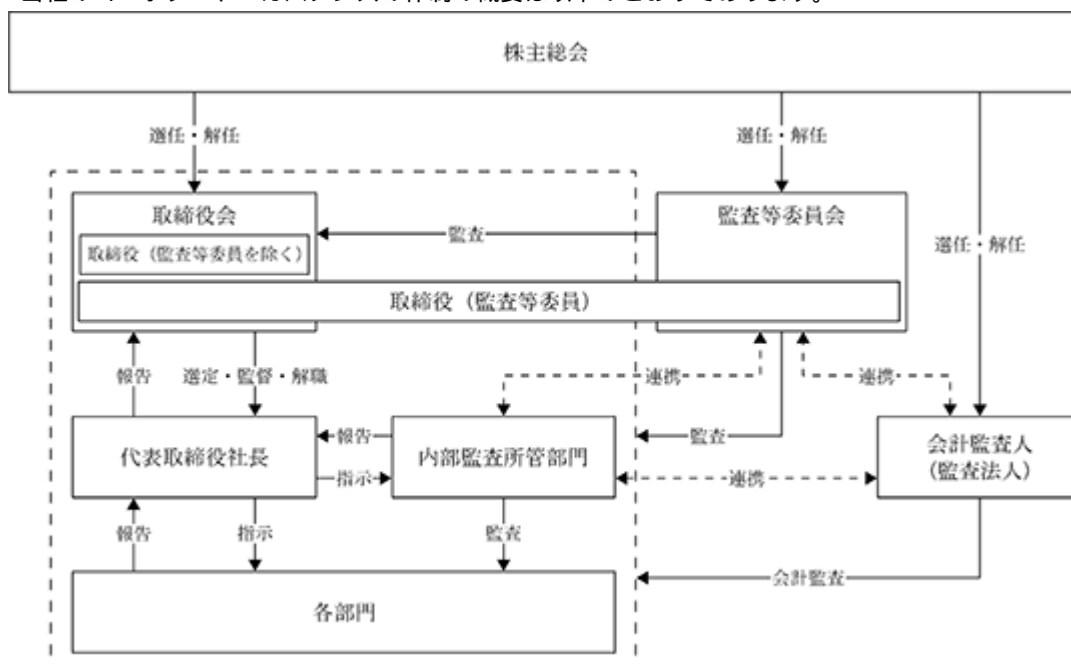 株主総会
選任・解任
選任・解任
選任・解任
取締役会
監査等委員会
監査
取締役（監査等委員を除く）
取締役（監査等委員）
報告
選定・監督・解職
連携
連携
代表取締役社長
報告
指示
内部監査所管部門
監査
連携
会計監査人
（監査法人）
報告
指示
監査
会計監査
各部門